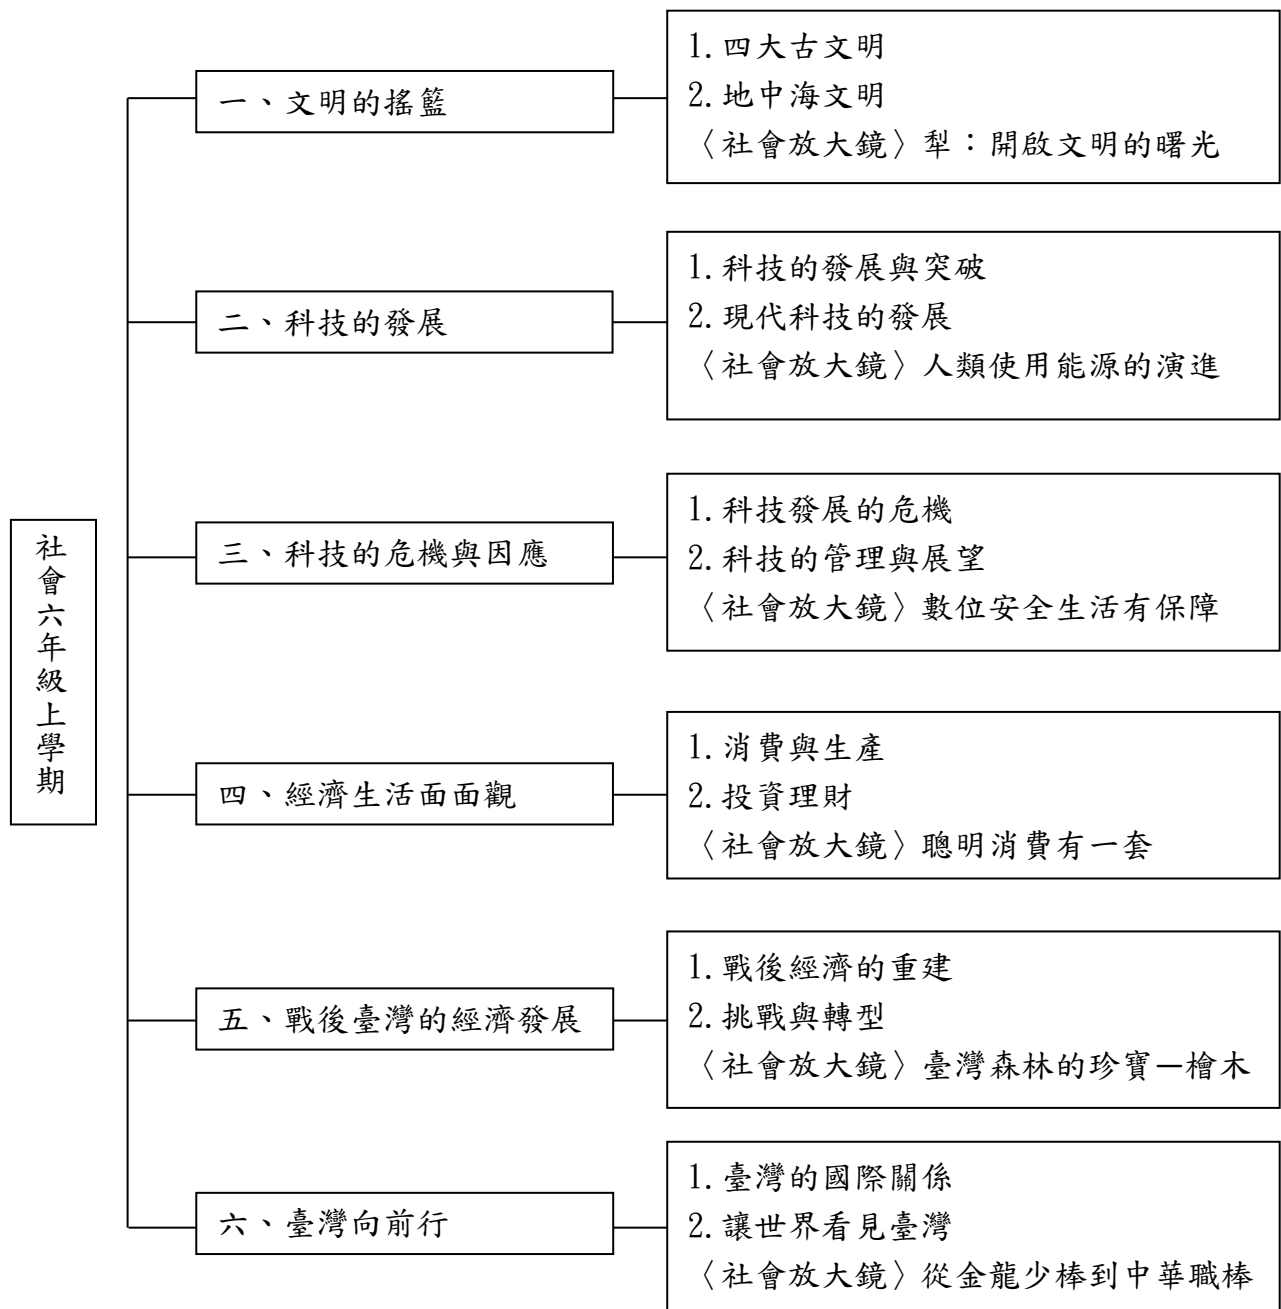 社會六年級上學期
一、文明的搖籃
1.四大古文明
2.地中海文明
〈社會放大鏡〉犁：開啟文明的曙光
二、科技的發展
1.科技的發展與突破
2.現代科技的發展
〈社會放大鏡〉人類使用能源的演進
三、科技的危機與因應
1.科技發展的危機
2.科技的管理與展望
〈社會放大鏡〉數位安全生活有保障
四、經濟生活面面觀
1.消費與生產
2.投資理財
〈社會放大鏡〉聰明消費有一套
五、戰後臺灣的經濟發展
1.戰後經濟的重建
2.挑戰與轉型
〈社會放大鏡〉臺灣森林的珍寶—檜木
六、臺灣向前行
1.臺灣的國際關係
2.讓世界看見臺灣
〈社會放大鏡〉從金龍少棒到中華職棒